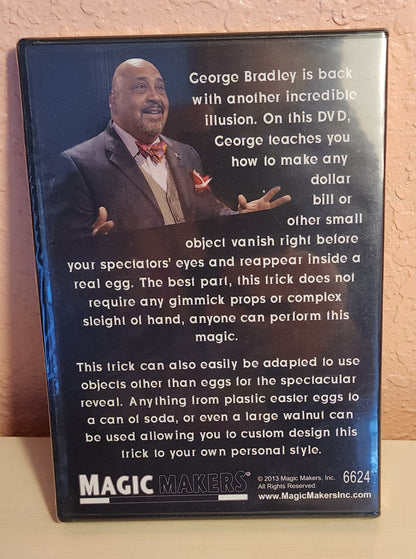 George Bradley is back
with another incredible
illusion. On this DVD,
George teaches you
how to make any
dollar
bill or
other small
object vanish right before
your spectators' eyes and reappear inside a
real egg. The best part, this trick does not
require any gimmick props or complex
sleight of hand, anyone can perform this
magic.
This trick can also easily be adapted to use
objects other than eggs for the spectacular
reveal. Anything from plastic easter eggs to
a can of soda, or even a large walnut can
be used allowing you to custom design this
trick to your own personal style.
MAGIC MAKERS®
© 2013 Magic Makers, Inc.
All Rights Reserved.
6624
www.MagicMakersInc.com